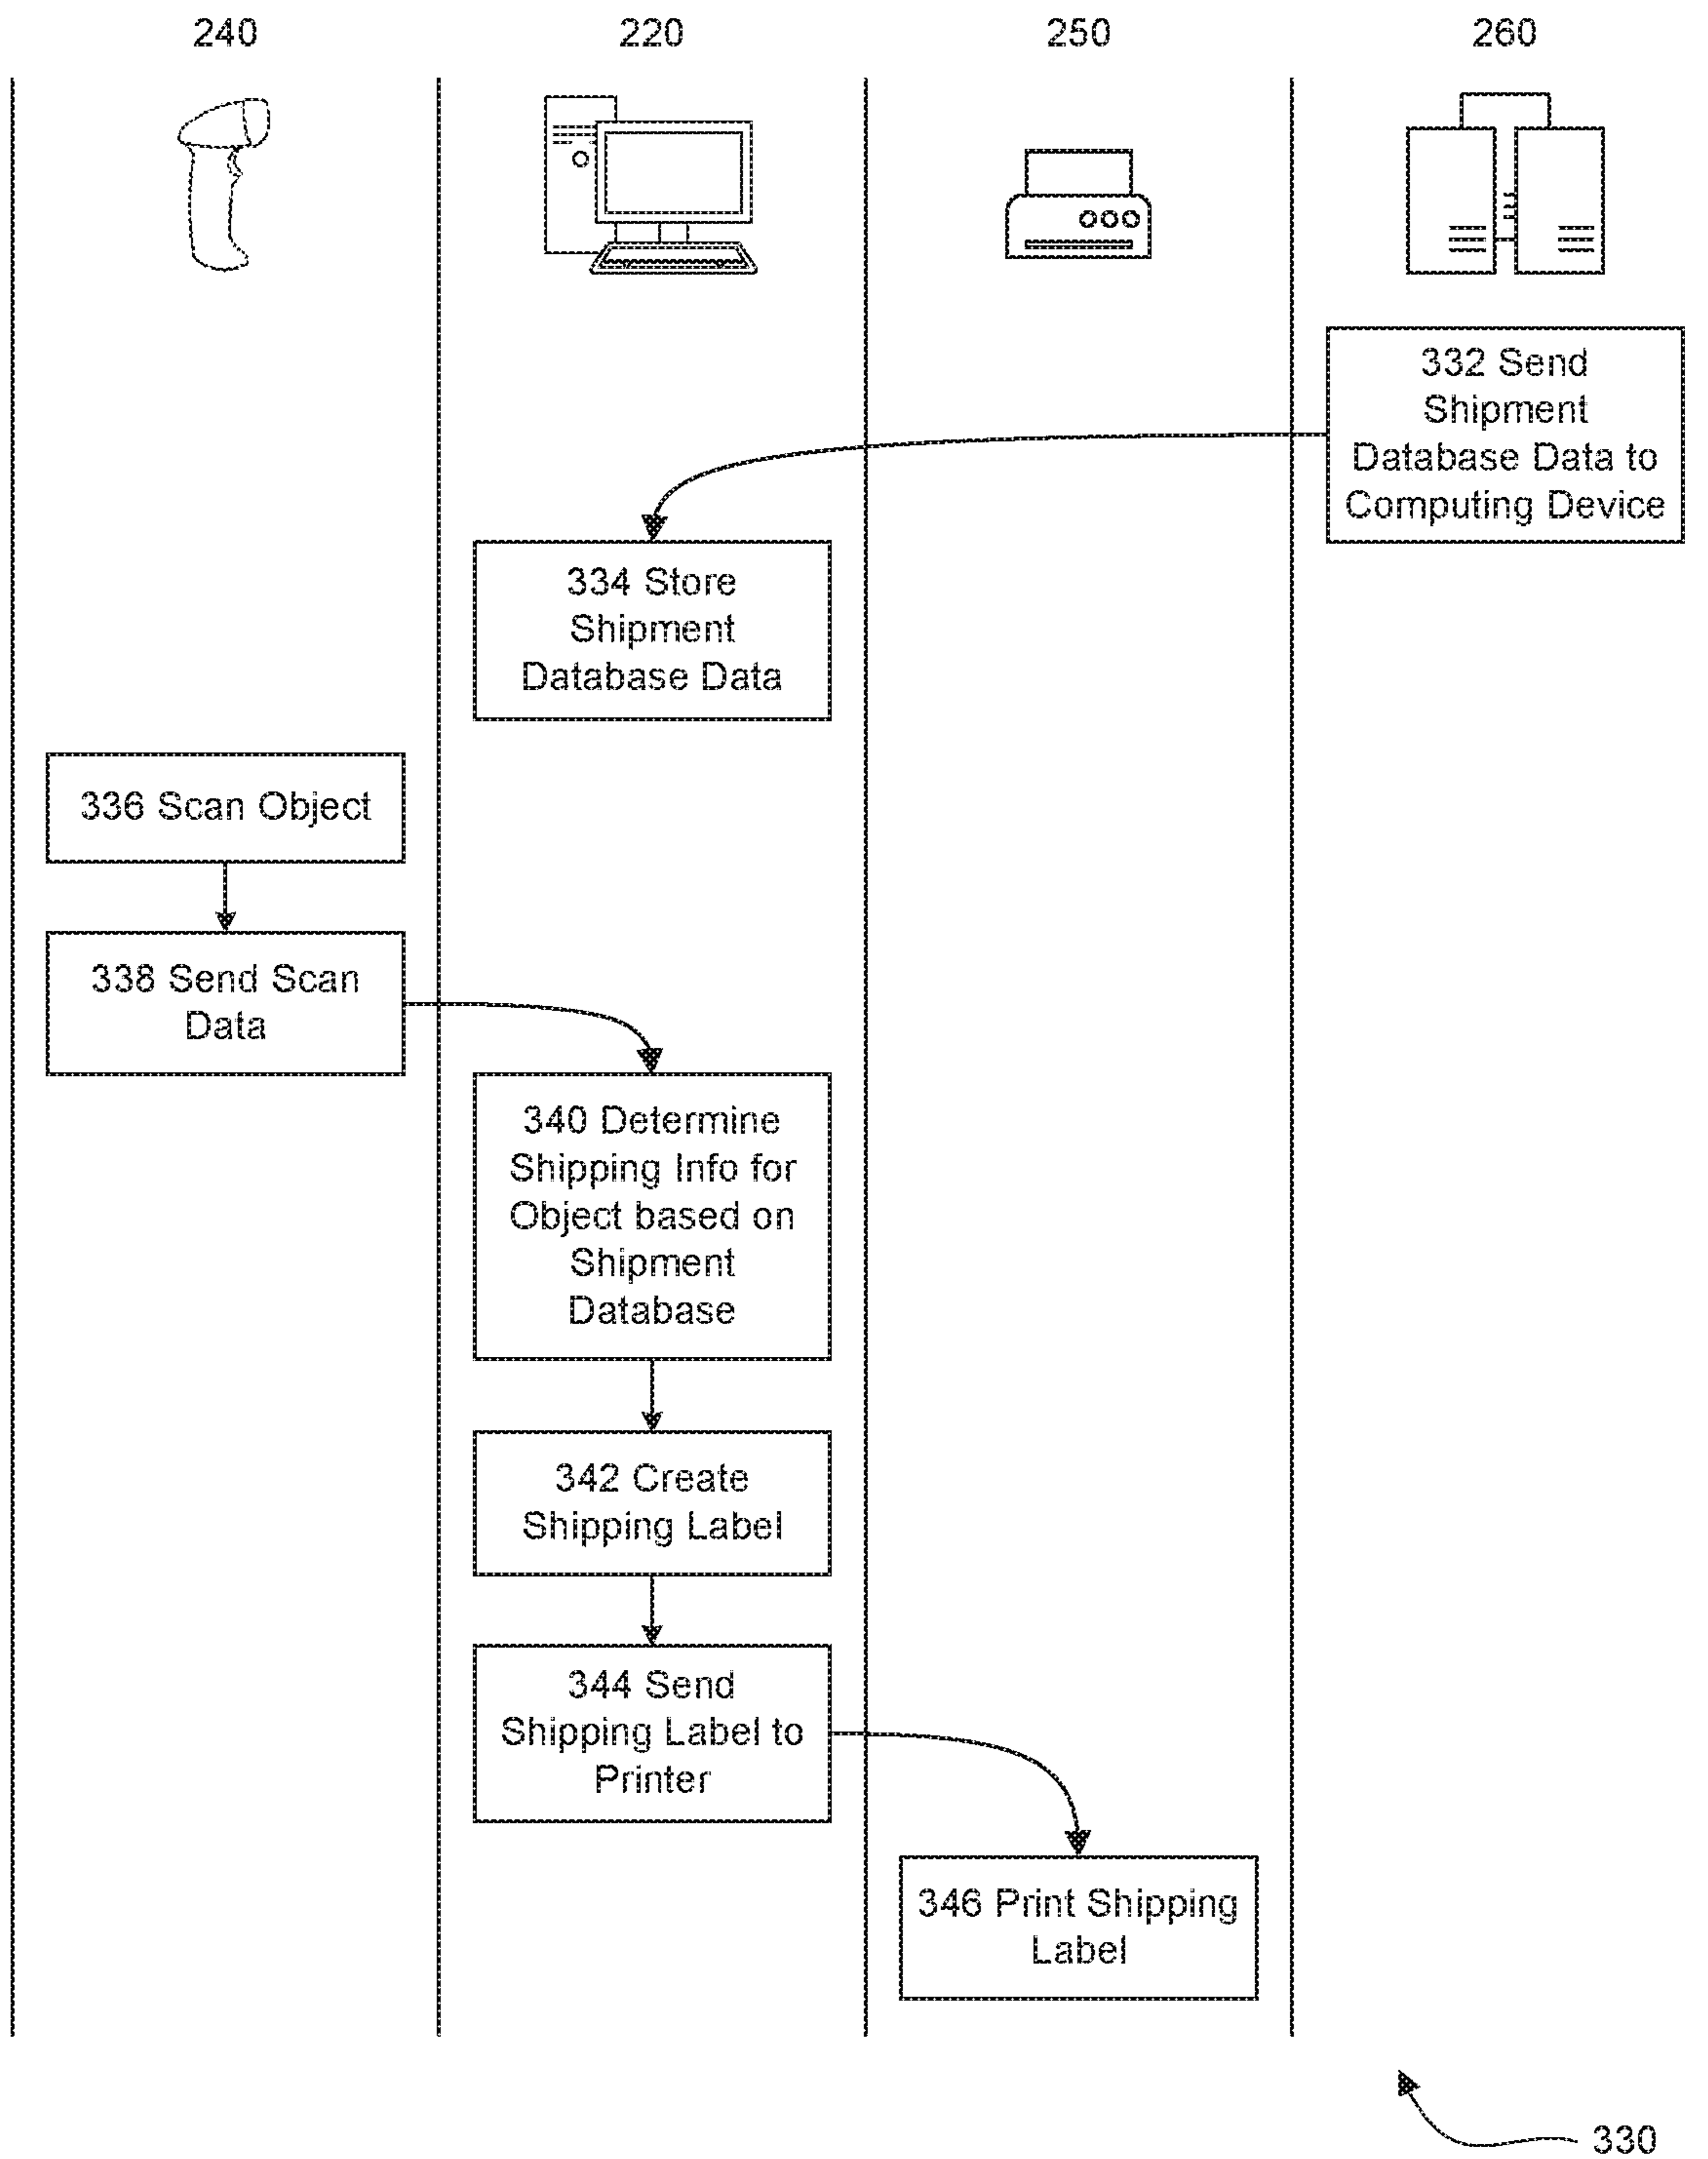 240
220
250
260
332 Send
Shipment
Database Data to
Computing Device
334 Store
Shipment
Database Data
336 Scan Object
338 Send Scan
Data
340 Determine
Shipping Info for
Object based on
Shipment
Database
342 Create
Shipping Label
344 Send
Shipping Label to
Printer
346 Print Shipping
Label
330